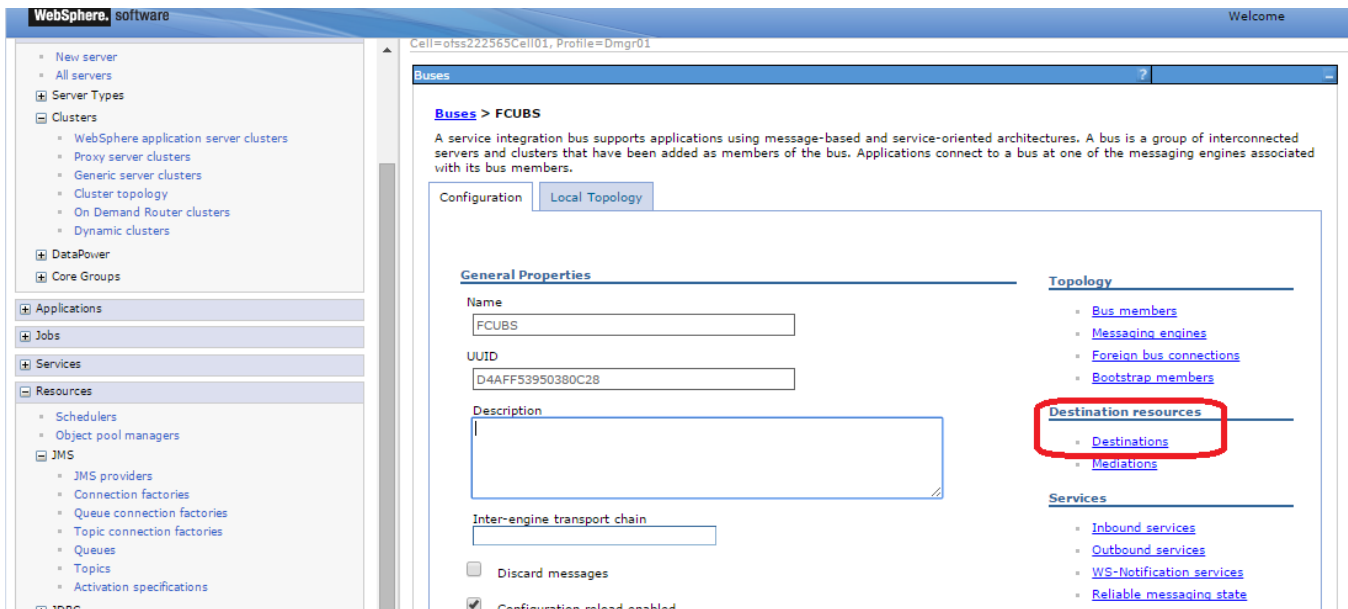 WebSphere. software
Welcome
New server
All servers
Server Types
Clusters
WebSphere application server clusters
Proxy server clusters
Generic server clusters
Cluster topology
On Demand Router clusters
Dynamic clusters
DataPower
Core Groups
Applications
Jobs
Services
Resources
Schedulers
Object pool managers
JMS
JMS providers
Connection factories
Queue connection factories
Topic connection factories
Queues
Topics
Activation specifications
JDBC
Cell=ofss222565Cell01, Profile=Dmgr01
Buses
?
Buses > FCUBS
A service integration bus supports applications using message-based and service-oriented architectures. A bus is a group of interconnected
servers and clusters that have been added as members of the bus. Applications connect to a bus at one of the messaging engines associated
with its bus members.
Configuration
Local Topology
General Properties
Name
FCUBS
UUID
D4AFF53950380C28
Description
Inter-engine transport chain
Discard messages
Configuration reload enabled
Topology
Bus members
Messaging engines
Foreign bus connections
Bootstrap members
Destination resources
Destinations
Mediations
Services
Inbound services
Outbound services
WS-Notification services
Reliable messaging state